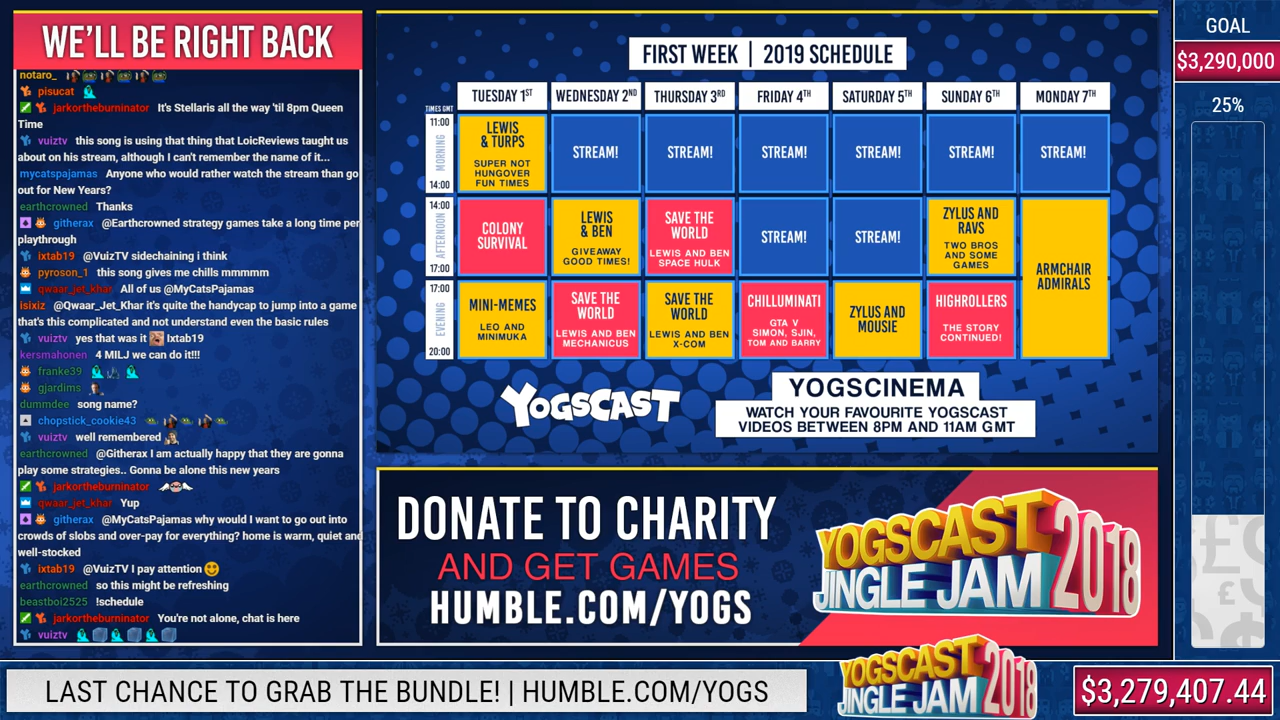 WE'LL BE RIGHT BACK
notaro_
pisucat
jarkortheburninator It's Stellaris all the way 'til 8pm Queen
Time
vuiztv this song is using that thing that LoicReviews taught us
about on his stream, although I can't remember the name of it...
mycatspajamas Anyone who would rather watch the stream than go
out for New Years?
earthcrowned Thanks
githerax @Earthcrowned strategy games take a long time per
playthrough
ixtab19 @VuizTV sidechaining i think
pyroson_1 this song gives me chills mmmmm
qwaar_jet_khar All of us @MyCatsPajamas
isixiz @Qwaar_Jet_Khar it's quite the handycap to jump into a game
that's this complicated and not understand even the basic rules
vuiztv yes that was it Ixtab19
kersmahonen 4 MILJ we can do it!!!
franke39
gjardims
dummdee song name?
chopstick_cookie43
vuiztv well remembered
earthcrowned @Githerax I am actually happy that they are gonna
play some strategies.. Gonna be alone this new years
jarkortheburninator
qwaar_jet_khar Yup
githerax @MyCatsPajamas why would I want to go out into
crowds of slobs and over-pay for everything? home is warm, quiet and
well-stocked
ixtab19 @VuizTV I pay attention
earthcrowned so this might be refreshing
beastboi2525 !schedule
jarkortheburninator You're not alone, chat is here
vuiztv
FIRST WEEK | 2019 SCHEDULE
TIMES GMT
TUESDAY 1ST
WEDNESDAY 2ND
THURSDAY 3RD
FRIDAY 4TH
SATURDAY 5TH
SUNDAY 6TH
MONDAY 7TH
11:00
MORNING
14:00
LEWIS
& TURPS
SUPER NOT
HUNGOVER
FUN TIMES
STREAM!
STREAM!
STREAM!
STREAM!
STREAM!
STREAM!
14:00
AFTERNOON
17:00
COLONY
SURVIVAL
LEWIS
& BEN
GIVEAWAY
GOOD TIMES!
SAVE THE
WORLD
LEWIS AND BEN
SPACE HULK
STREAM!
STREAM!
ZYLUS AND
RAVS
TWO BROS
AND SOME
GAMES
ARMCHAIR
ADMIRALS
17:00
EVENING
20:00
MINI-MEMES
LEO AND
MINIMUKA
SAVE THE
WORLD
LEWIS AND BEN
MECHANICUS
SAVE THE
WORLD
LEWIS AND BEN
X-COM
CHILLUMINATI
GTA V
SIMON, SJIN,
TOM AND BARRY
ZYLUS AND
MOUSIE
HIGHROLLERS
THE STORY
CONTINUED!
YOGSCAST
YOGSCINEMA
WATCH YOUR FAVOURITE YOGSCAST
VIDEOS BETWEEN 8PM AND 11AM GMT
DONATE TO CHARITY
AND GET GAMES
HUMBLE.COM/YOGS
YOGSCAST
JINGLE JAM 2018
GOAL
$3,290,000
25%
LAST CHANCE TO GRAB THE BUNDLE! | HUMBLE.COM/YOGS
YOGSCAST
JINGLE JAM 2018
$3,279,407.44